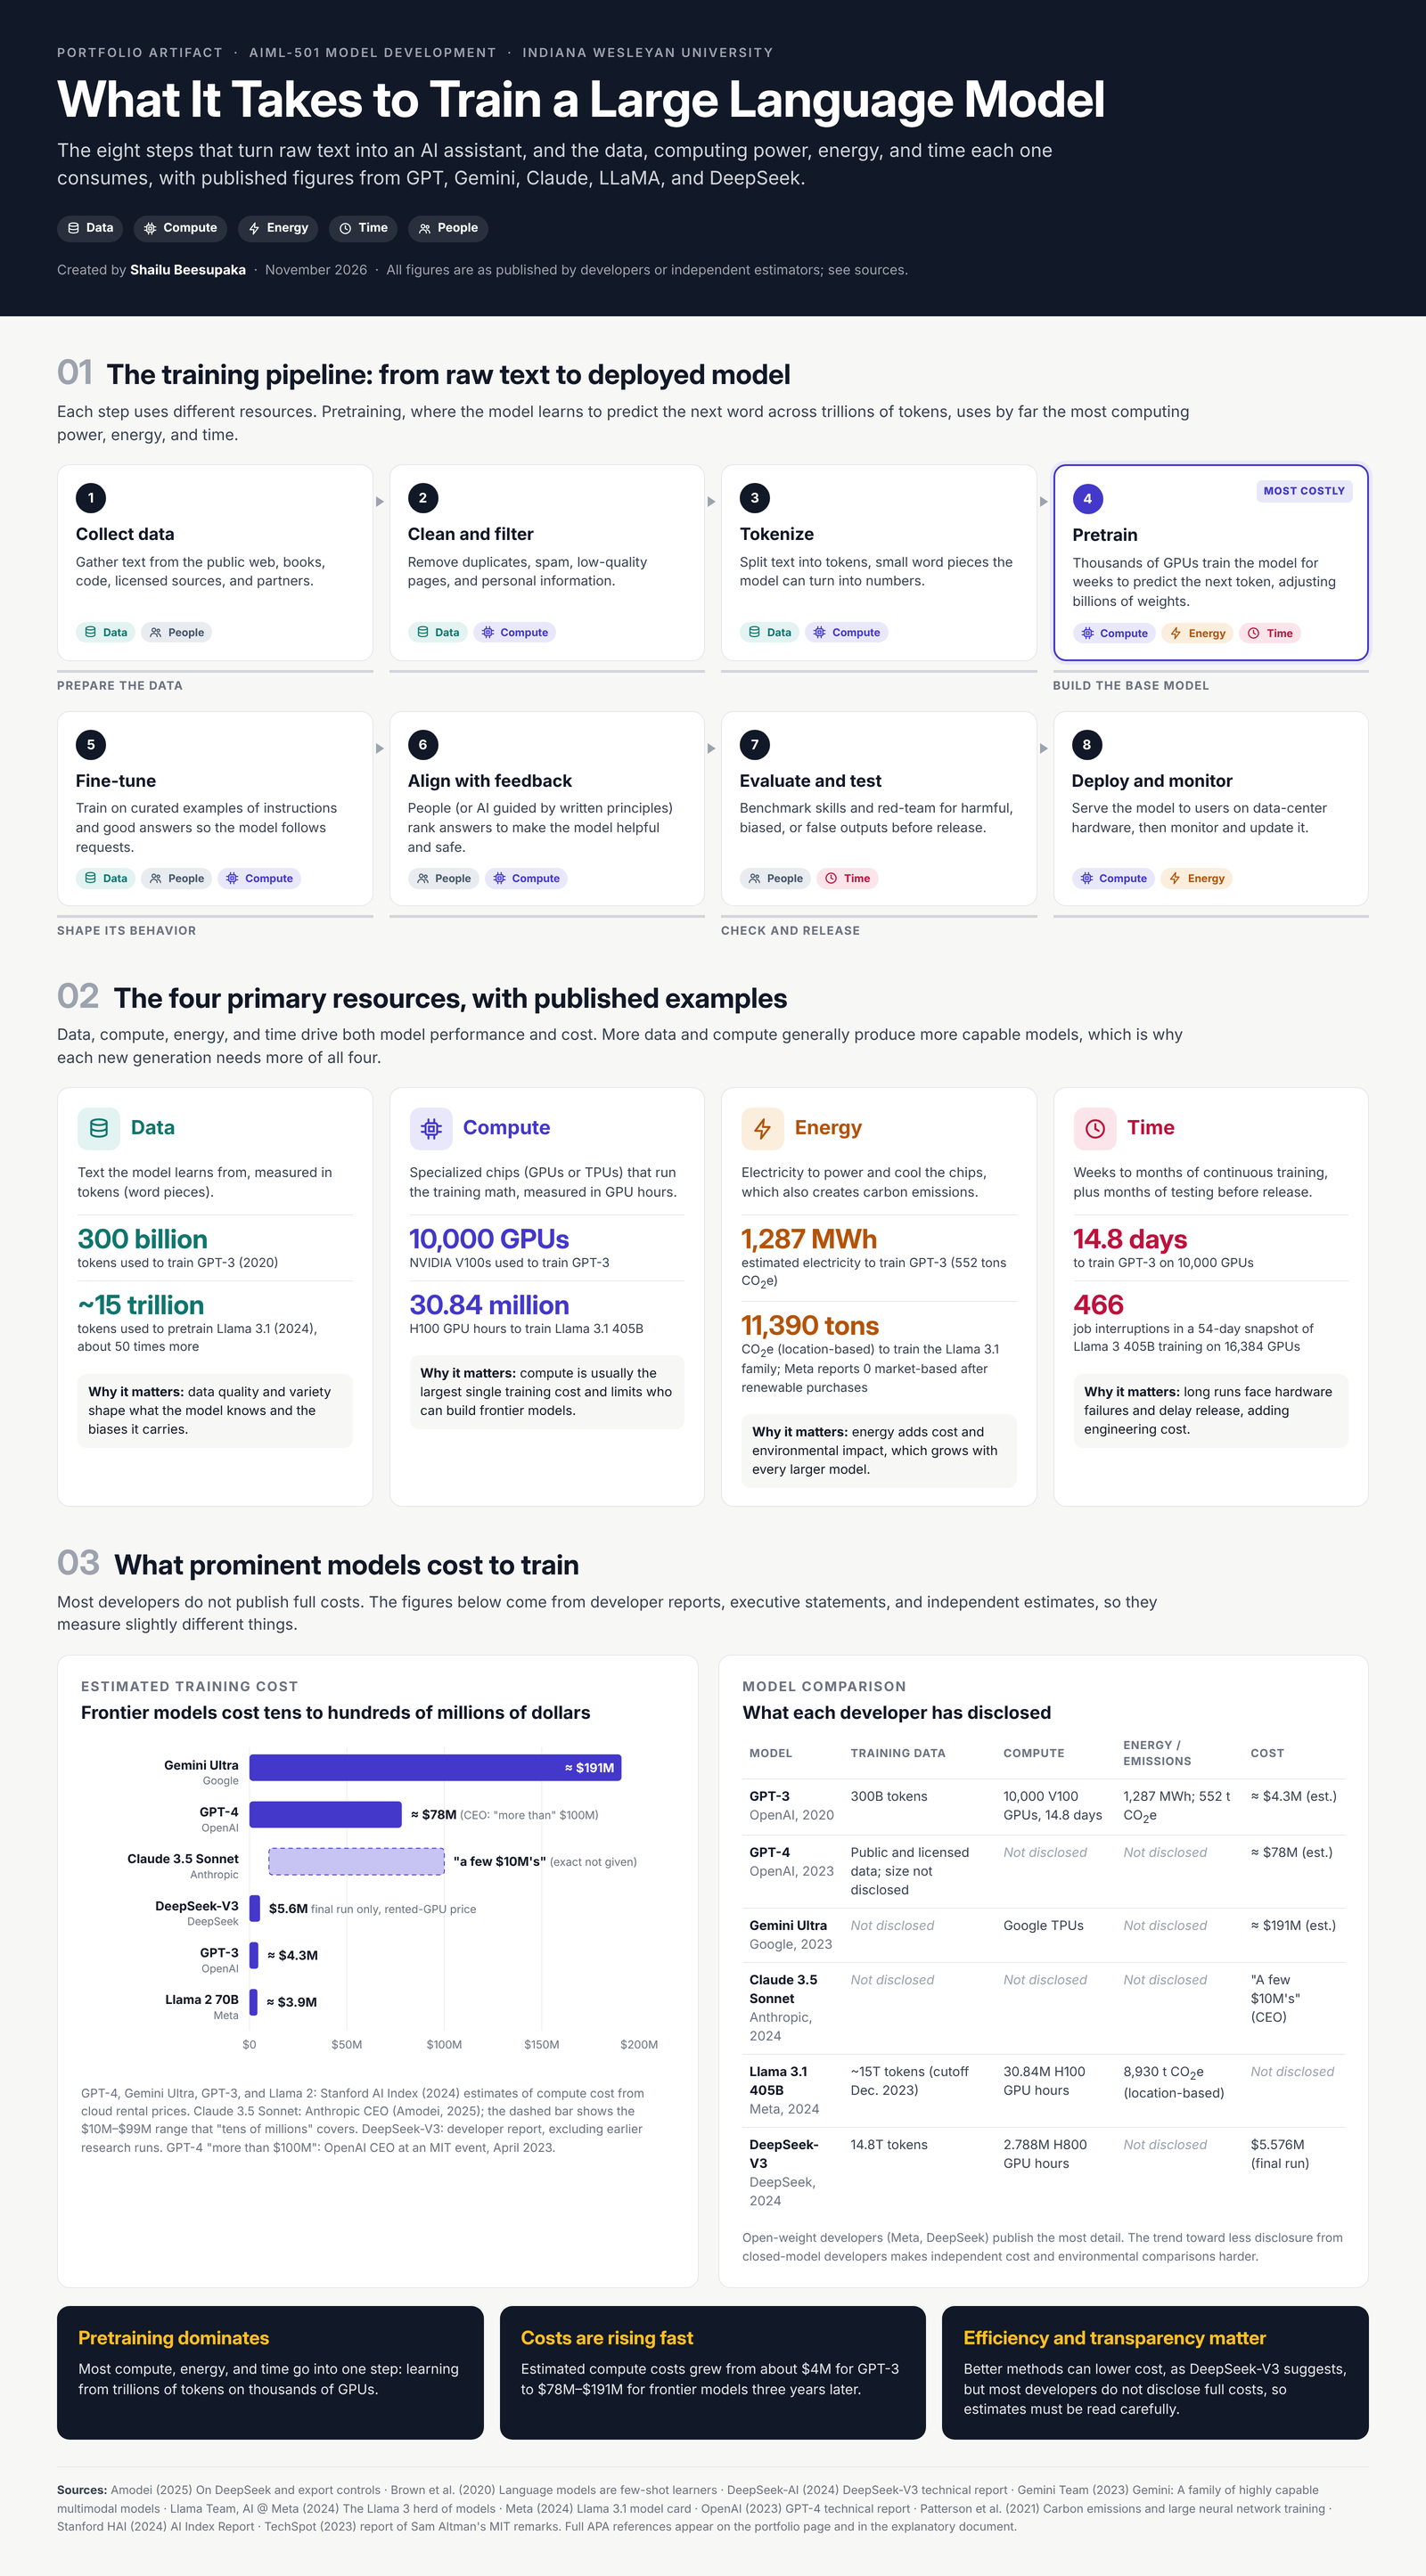 PORTFOLIO ARTIFACT · AIML-501 MODEL DEVELOPMENT · INDIANA WESLEYAN UNIVERSITY
What It Takes to Train a Large Language Model
The eight steps that turn raw text into an AI assistant, and the data, computing power, energy, and time each one
consumes, with published figures from GPT, Gemini, Claude, LLaMA, and DeepSeek.
Data Compute Energy Time People
Created by Shailu Beesupaka · November 2026 · All figures are as published by developers or independent estimators; see sources.
01 The training pipeline: from raw text to deployed model
Each step uses different resources. Pretraining, where the model learns to predict the next word across trillions of tokens, uses by far the most computing
power, energy, and time.
1
Collect data
Gather text from the public web, books,
code, licensed sources, and partners.
Data People
2
Clean and filter
Remove duplicates, spam, low-quality
pages, and personal information.
Data Compute
3
Tokenize
Split text into tokens, small word pieces the
model can turn into numbers.
Data Compute
4
MOST COSTLY
Pretrain
Thousands of GPUs train the model for
weeks to predict the next token, adjusting
billions of weights.
Compute Energy Time
PREPARE THE DATA
BUILD THE BASE MODEL
5
Fine-tune
Train on curated examples of instructions
and good answers so the model follows
requests.
Data People Compute
6
Align with feedback
People (or AI guided by written principles)
rank answers to make the model helpful
and safe.
People Compute
7
Evaluate and test
Benchmark skills and red-team for harmful,
biased, or false outputs before release.
People Time
8
Deploy and monitor
Serve the model to users on data-center
hardware, then monitor and update it.
Compute Energy
SHAPE ITS BEHAVIOR
CHECK AND RELEASE
02 The four primary resources, with published examples
Data, compute, energy, and time drive both model performance and cost. More data and compute generally produce more capable models, which is why
each new generation needs more of all four.
Data
Text the model learns from, measured in
tokens (word pieces).
300 billion
tokens used to train GPT-3 (2020)
~15 trillion
tokens used to pretrain Llama 3.1 (2024),
about 50 times more
Why it matters: data quality and variety
shape what the model knows and the
biases it carries.
Compute
Specialized chips (GPUs or TPUs) that run
the training math, measured in GPU hours.
10,000 GPUs
NVIDIA V100s used to train GPT-3
30.84 million
H100 GPU hours to train Llama 3.1 405B
Why it matters: compute is usually the
largest single training cost and limits who
can build frontier models.
Energy
Electricity to power and cool the chips,
which also creates carbon emissions.
1,287 MWh
estimated electricity to train GPT-3 (552 tons
CO2e)
11,390 tons
CO2e (location-based) to train the Llama 3.1
family; Meta reports 0 market-based after
renewable purchases
Why it matters: energy adds cost and
environmental impact, which grows with
every larger model.
Time
Weeks to months of continuous training,
plus months of testing before release.
14.8 days
to train GPT-3 on 10,000 GPUs
466
job interruptions in a 54-day snapshot of
Llama 3 405B training on 16,384 GPUs
Why it matters: long runs face hardware
failures and delay release, adding
engineering cost.
03 What prominent models cost to train
Most developers do not publish full costs. The figures below come from developer reports, executive statements, and independent estimates, so they
measure slightly different things.
ESTIMATED TRAINING COST
Frontier models cost tens to hundreds of millions of dollars
Gemini Ultra ≈ $191M
Google
GPT-4 ≈ $78M (CEO: "more than" $100M)
OpenAI
Claude 3.5 Sonnet "a few $10M's" (exact not given)
Anthropic
DeepSeek-V3 $5.6M final run only, rented-GPU price
DeepSeek
GPT-3 ≈ $4.3M
OpenAI
Llama 2 70B ≈ $3.9M
Meta
$0 $50M $100M $150M $200M
GPT-4, Gemini Ultra, GPT-3, and Llama 2: Stanford AI Index (2024) estimates of compute cost from
cloud rental prices. Claude 3.5 Sonnet: Anthropic CEO (Amodei, 2025); the dashed bar shows the
$10M–$99M range that "tens of millions" covers. DeepSeek-V3: developer report, excluding earlier
research runs. GPT-4 "more than $100M": OpenAI CEO at an MIT event, April 2023.
MODEL COMPARISON
What each developer has disclosed
MODEL TRAINING DATA COMPUTE ENERGY / EMISSIONS COST
GPT-3 300B tokens 10,000 V100 1,287 MWh; 552 t ≈ $4.3M (est.)
OpenAI, 2020 GPUs, 14.8 days CO2e
GPT-4 Public and licensed Not disclosed Not disclosed ≈ $78M (est.)
OpenAI, 2023 data; size not
disclosed
Gemini Ultra Not disclosed Google TPUs Not disclosed ≈ $191M (est.)
Google, 2023
Claude 3.5 Not disclosed Not disclosed Not disclosed "A few
Sonnet $10M's"
Anthropic, (CEO)
2024
Llama 3.1 ~15T tokens (cutoff 30.84M H100 8,930 t CO2e Not disclosed
405B Dec. 2023) GPU hours (location-based)
Meta, 2024
DeepSeek- 14.8T tokens 2.788M H800 Not disclosed $5.576M
V3 GPU hours (final run)
DeepSeek,
2024
Open-weight developers (Meta, DeepSeek) publish the most detail. The trend toward less disclosure from
closed-model developers makes independent cost and environmental comparisons harder.
Pretraining dominates
Most compute, energy, and time go into one step: learning
from trillions of tokens on thousands of GPUs.
Costs are rising fast
Estimated compute costs grew from about $4M for GPT-3
to $78M–$191M for frontier models three years later.
Efficiency and transparency matter
Better methods can lower cost, as DeepSeek-V3 suggests,
but most developers do not disclose full costs, so
estimates must be read carefully.
Sources: Amodei (2025) On DeepSeek and export controls · Brown et al. (2020) Language models are few-shot learners · DeepSeek-AI (2024) DeepSeek-V3 technical report · Gemini Team (2023) Gemini: A family of highly capable
multimodal models · Llama Team, AI @ Meta (2024) The Llama 3 herd of models · Meta (2024) Llama 3.1 model card · OpenAI (2023) GPT-4 technical report · Patterson et al. (2021) Carbon emissions and large neural network training ·
Stanford HAI (2024) AI Index Report · TechSpot (2023) report of Sam Altman's MIT remarks. Full APA references appear on the portfolio page and in the explanatory document.